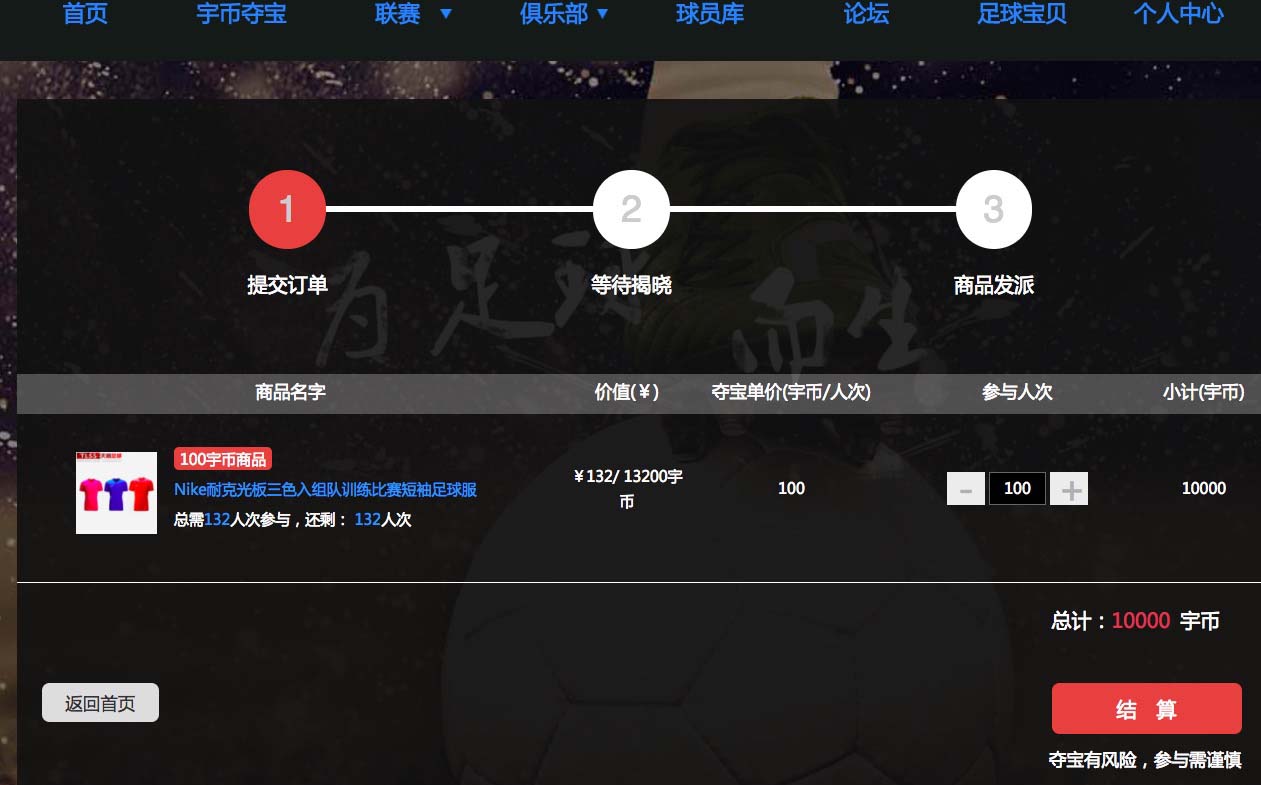 首页 宇币夺宝 联赛 ▼ 俱乐部 ▼ 球员库 论坛 足球宝贝 个人中心
1 2 3
提交订单 等待揭晓 商品发派
为足球 而生
商品名字 价值(￥) 夺宝单价(宇币/人次) 参与人次 小计(宇币)
100宇币商品
Nike耐克光板三色入组队训练比赛短袖足球服
总需132人次参与，还剩： 132人次
￥132/ 13200宇
币
100
- 100 +
10000
总计：10000 宇币
返回首页
结 算
夺宝有风险，参与需谨慎